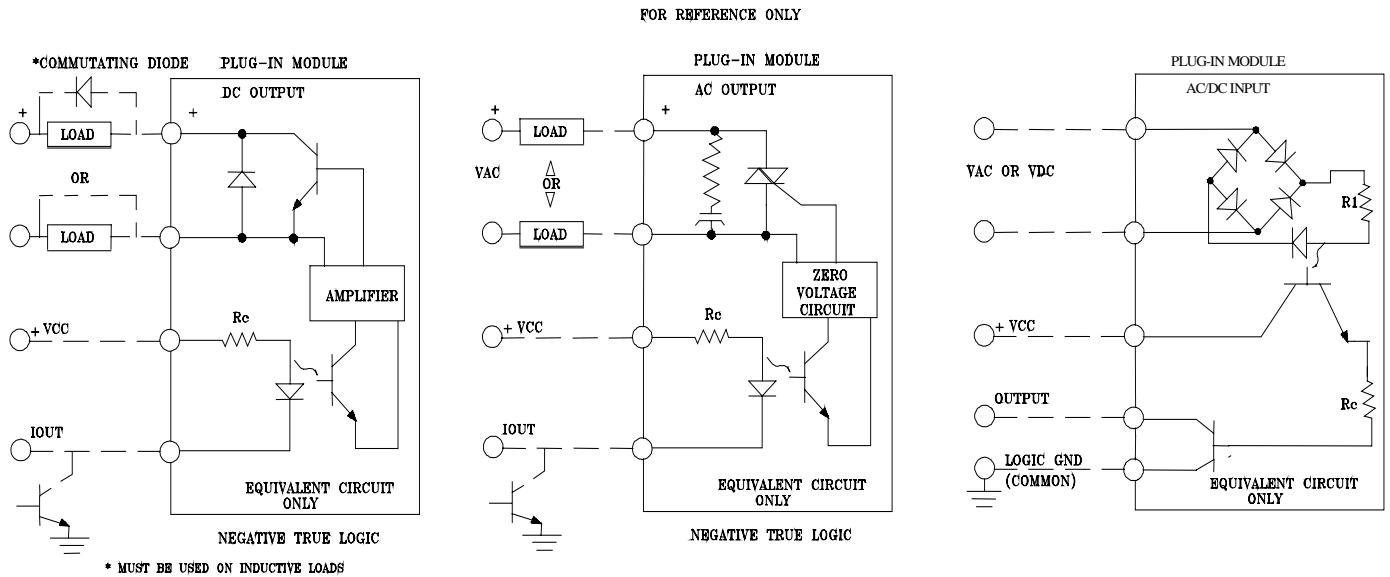 FOR REFERENCE ONLY
*COMMUTATING DIODE
PLUG-IN MODULE
DC OUTPUT
+
+
LOAD
OR
LOAD
AMPLIFIER
+ VCC
Rc
IOUT
EQUIVALENT CIRCUIT
ONLY
NEGATIVE TRUE LOGIC
* MUST BE USED ON INDUCTIVE LOADS
PLUG-IN MODULE
AC OUTPUT
+
+
LOAD
VAC
OR
LOAD
ZERO
VOLTAGE
CIRCUIT
+ VCC
Rc
IOUT
EQUIVALENT CIRCUIT
ONLY
NEGATIVE TRUE LOGIC
PLUG-IN MODULE
AC/DC INPUT
VAC OR VDC
R1
+ VCC
OUTPUT
Rc
LOGIC GND
(COMMON)
EQUIVALENT CIRCUIT
ONLY